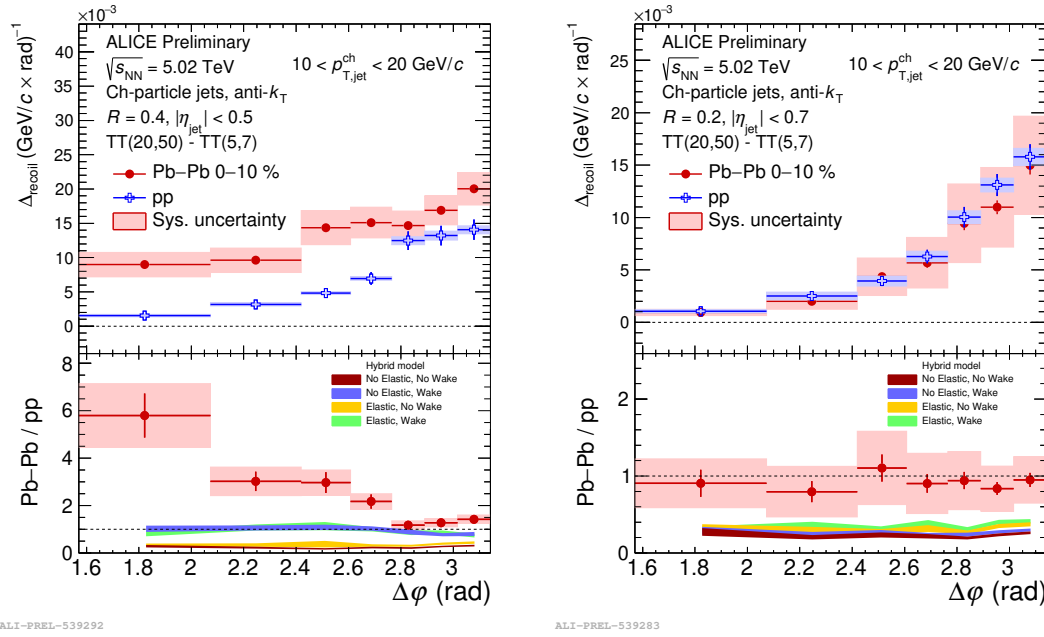 ×10⁻³
ALICE Preliminary
√sNN = 5.02 TeV
10 < p^ch_T,jet < 20 GeV/c
Ch-particle jets, anti-kT
R = 0.4, |ηjet| < 0.5
TT(20,50) - TT(5,7)
Pb–Pb 0–10 %
pp
Sys. uncertainty
Δrecoil (GeV/c × rad)⁻¹
40
35
30
25
20
15
10
5
0
Hybrid model
No Elastic, No Wake
No Elastic, Wake
Elastic, No Wake
Elastic, Wake
Pb–Pb / pp
8
6
4
2
0
1.6 1.8 2 2.2 2.4 2.6 2.8 3
Δφ (rad)
ALI-PREL-539292
×10⁻³
ALICE Preliminary
√sNN = 5.02 TeV
10 < p^ch_T,jet < 20 GeV/c
Ch-particle jets, anti-kT
R = 0.2, |ηjet| < 0.7
TT(20,50) - TT(5,7)
Pb–Pb 0–10 %
pp
Sys. uncertainty
Δrecoil (GeV/c × rad)⁻¹
25
20
15
10
5
0
Hybrid model
No Elastic, No Wake
No Elastic, Wake
Elastic, No Wake
Elastic, Wake
Pb–Pb / pp
2
1
0
1.6 1.8 2 2.2 2.4 2.6 2.8 3
Δφ (rad)
ALI-PREL-539283